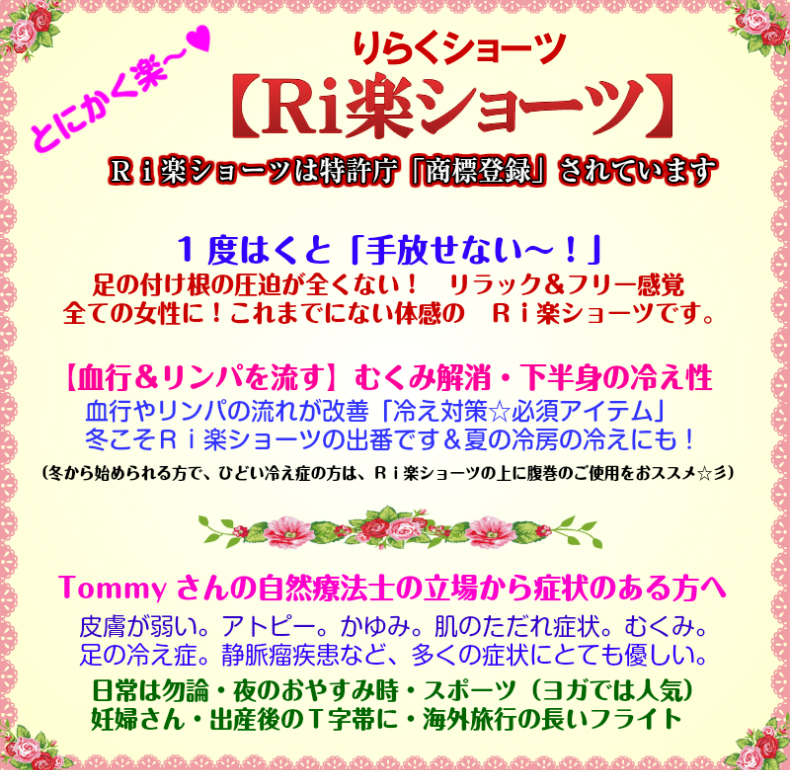 とにかく楽～♥
りらくショーツ
【Ri楽ショーツ】
Ｒｉ楽ショーツは特許庁「商標登録」されています
１度はくと「手放せない～！」
足の付け根の圧迫が全くない！　リラック＆フリー感覚
全ての女性に！これまでにない体感の　Ｒｉ楽ショーツです。
【血行＆リンパを流す】むくみ解消・下半身の冷え性
血行やリンパの流れが改善「冷え対策☆必須アイテム」
冬こそＲｉ楽ショーツの出番です＆夏の冷房の冷えにも！
（冬から始められる方で、ひどい冷え症の方は、Ｒｉ楽ショーツの上に腹巻のご使用をおススメ☆彡）
Tommy さんの自然療法士の立場から症状のある方へ
皮膚が弱い。アトピー。かゆみ。肌のただれ症状。むくみ。
足の冷え症。静脈瘤疾患など、多くの症状にとても優しい。
日常は勿論・夜のおやすみ時・スポーツ（ヨガでは人気）
妊婦さん・出産後のＴ字帯に・海外旅行の長いフライト